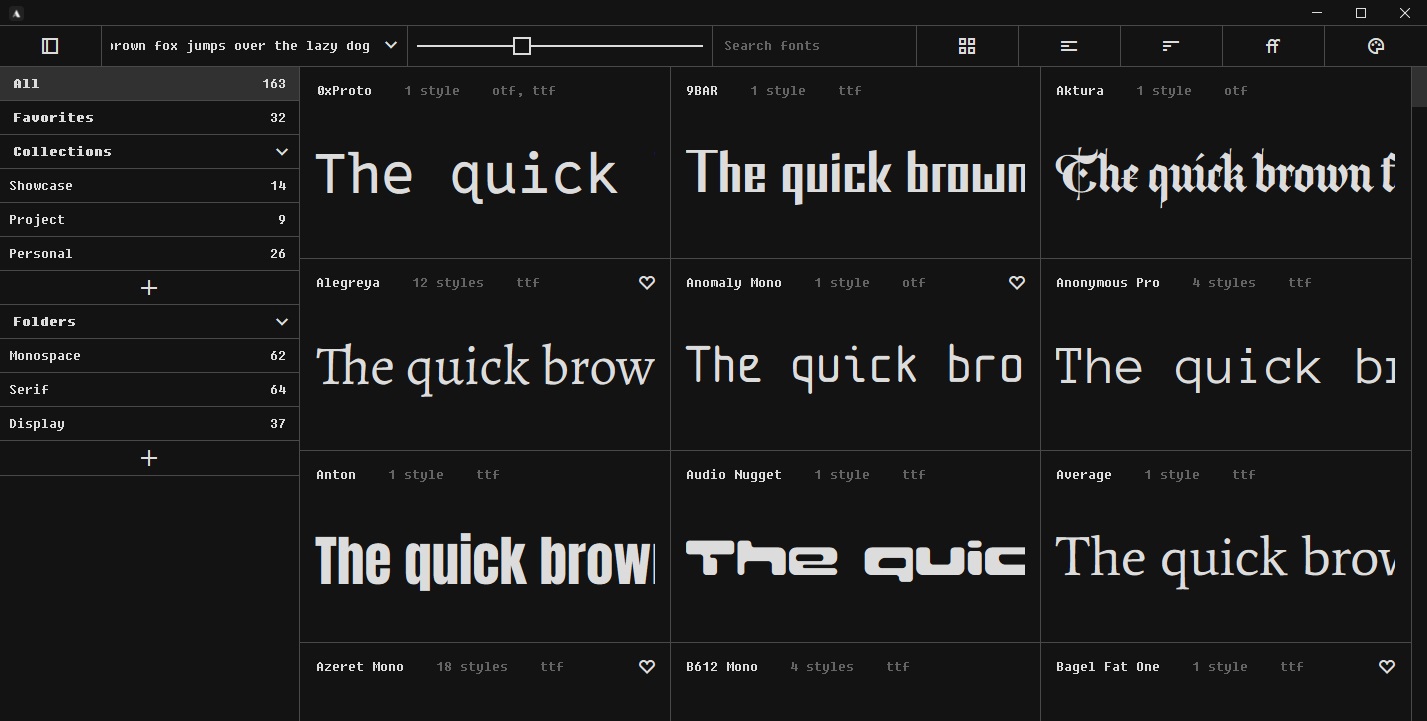 brown fox jumps over the lazy dog
Search fonts
ff
All 163
Favorites 32
Collections
Showcase 14
Project 9
Personal 26
Folders
Monospace 62
Serif 64
Display 37
0xProto 1 style otf, ttf
The quick
9BAR 1 style ttf
The quick brown
Aktura 1 style otf
The quick brown f
Alegreya 12 styles ttf
The quick brow
Anomaly Mono 1 style otf
The quick bro
Anonymous Pro 4 styles ttf
The quick br
Anton 1 style ttf
The quick brow
Audio Nugget 1 style ttf
The quic
Average 1 style ttf
The quick brow
Azeret Mono 18 styles ttf
B612 Mono 4 styles ttf
Bagel Fat One 1 style ttf